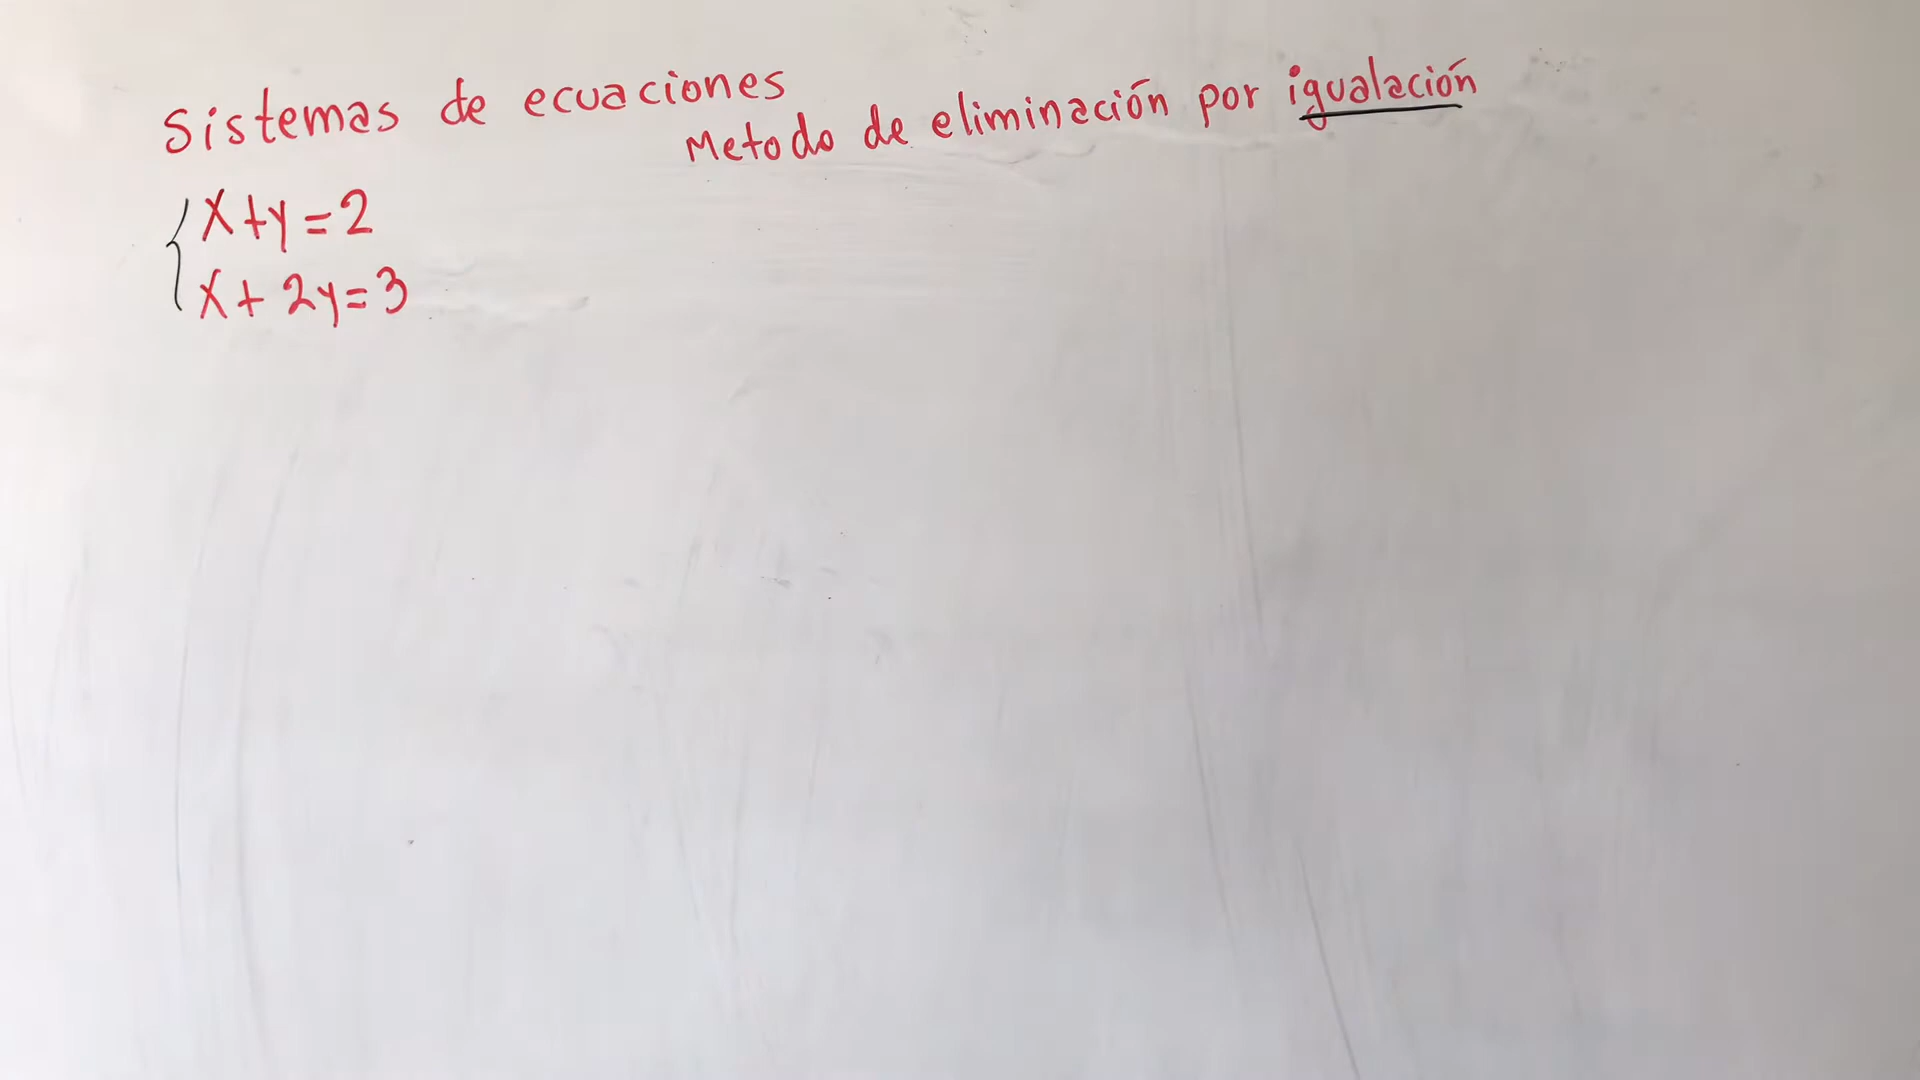 Sistemas de ecuaciones
Metodo de eliminación por igualación
x+y=2
x+2y=3